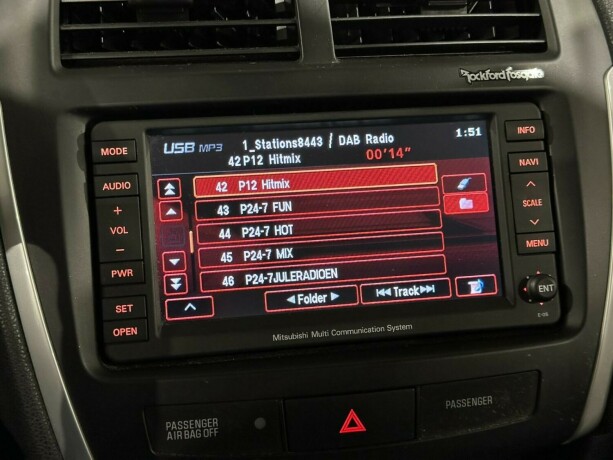 Rockford Fosgate
MODE
AUDIO
+
VOL
−
PWR
SET
OPEN
USB MP3
1_Stations8443 / DAB Radio
1:51
42 P12 Hitmix
00'14"
42 P12 Hitmix
43 P24-7 FUN
44 P24-7 HOT
45 P24-7 MIX
46 P24-7JULERADIOEN
◀ Folder ▶
I◀◀ Track ▶▶I
INFO
NAVI
SCALE
MENU
ENT
Mitsubishi Multi Communication System
PASSENGER
AIR BAG OFF
PASSENGER